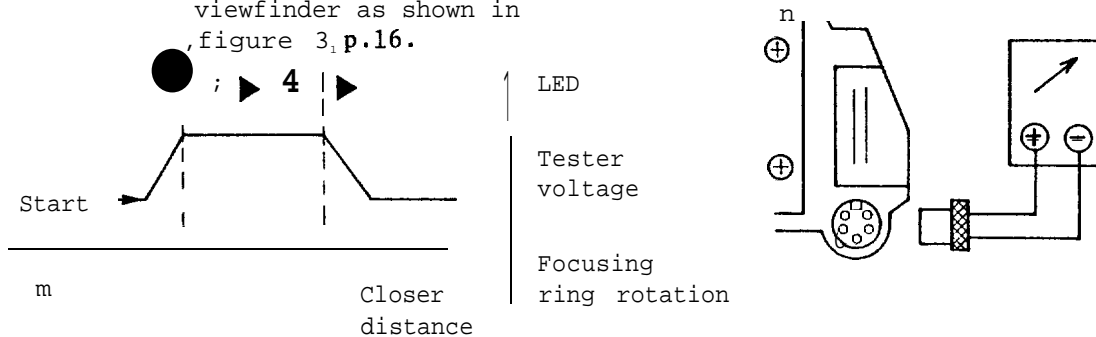 viewfinder as shown in
,figure 3, p.16.
; 4
LED
Tester
voltage
Start
Focusing
ring rotation
m
Closer
distance
n
+
+
+ −